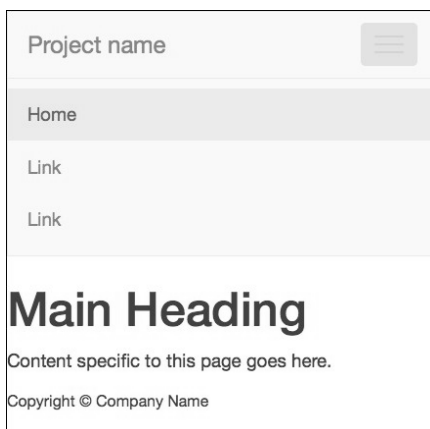 Project name
Home
Link
Link
Main Heading
Content specific to this page goes here.
Copyright © Company Name